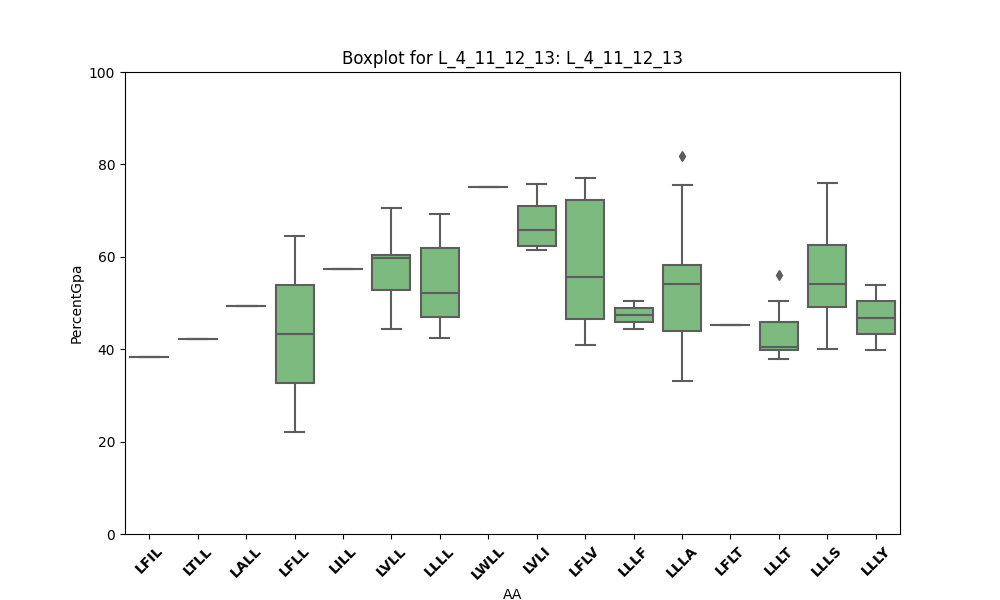 Boxplot for L_4_11_12_13: L_4_11_12_13
PercentGpa
100
80
60
40
20
0
LFIL LTLL LALL LFLL LILL LVLL LLLL LWLL LVLI LFLV LLLF LLLA LFLT LLLT LLLS LLLY
AA